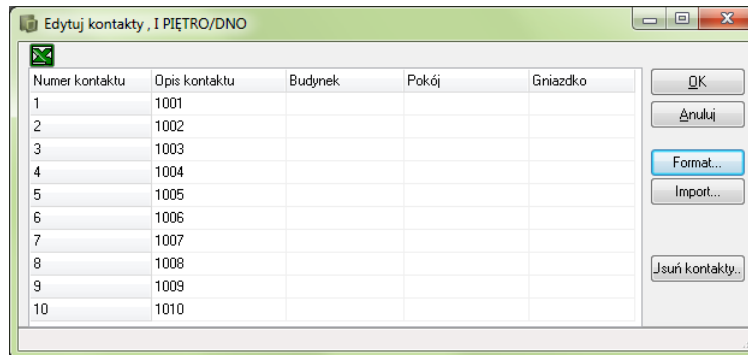 Edytuj kontakty , I PIĘTRO/DNO
Numer kontaktu Opis kontaktu Budynek Pokój Gniazdko
1 1001
2 1002
3 1003
4 1004
5 1005
6 1006
7 1007
8 1008
9 1009
10 1010
OK
Anuluj
Format...
Import...
Jsuń kontakty..